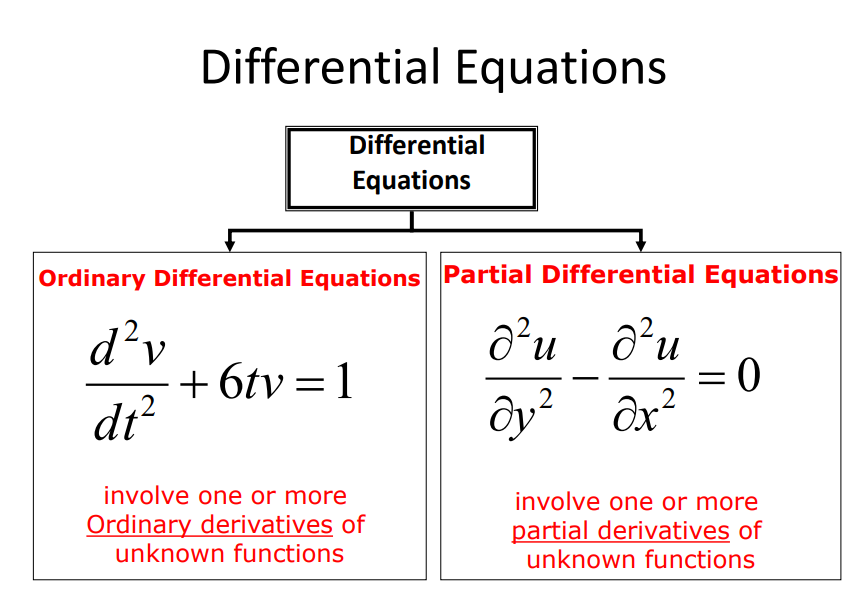 Differential Equations
Differential
Equations
Ordinary Differential Equations
d²v/dt² + 6tv = 1
involve one or more
Ordinary derivatives of
unknown functions
Partial Differential Equations
∂²u/∂y² − ∂²u/∂x² = 0
involve one or more
partial derivatives of
unknown functions